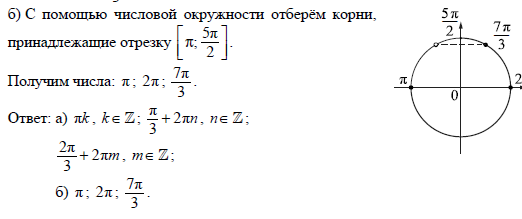 б) С помощью числовой окружности отберём корни,
принадлежащие отрезку [π; 5π/2].
Получим числа: π; 2π; 7π/3.
Ответ: а) πk, k ∈ ℤ; π/3 + 2πn, n ∈ ℤ;
2π/3 + 2πm, m ∈ ℤ;
б) π; 2π; 7π/3.
5π/2
7π/3
π
0
2